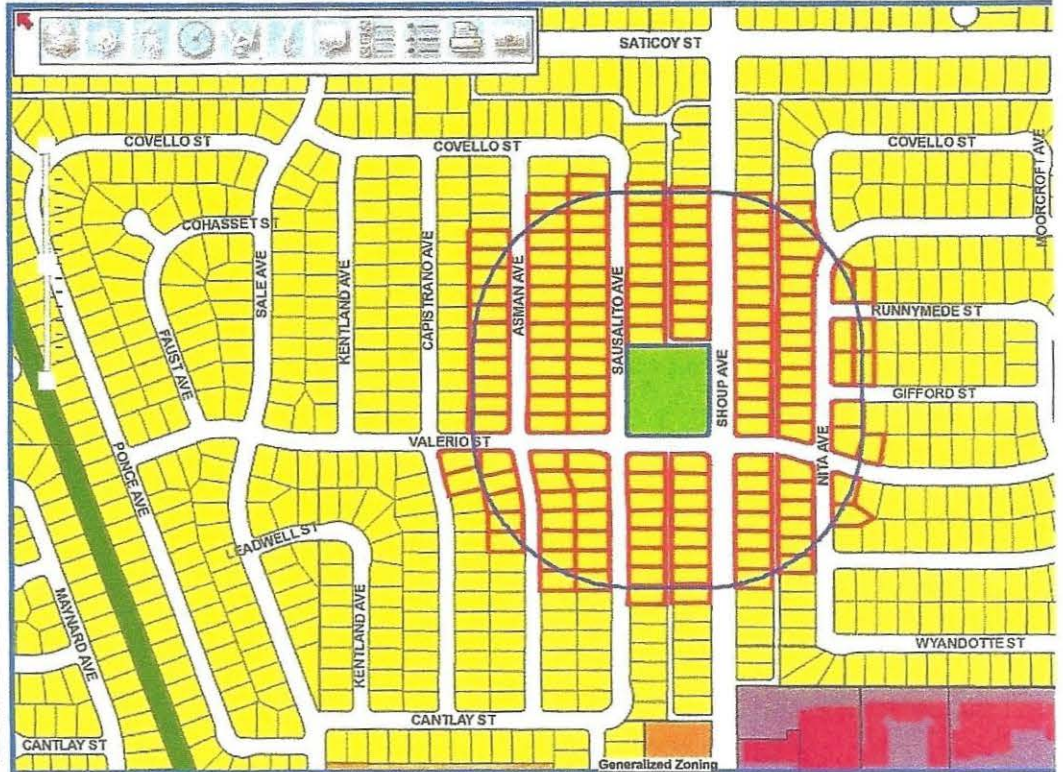 SATICOY ST
COVELLO ST
COVELLO ST
COVELLO ST
MOORCROFT AVE
COHASSET ST
SALE AVE
KENTLAND AVE
CAPISTRANO AVE
ASMAN AVE
SAUSALITO AVE
SHOUP AVE
RUNNYMEDE ST
FAUST AVE
GIFFORD ST
VALERIO ST
NITA AVE
PONCE AVE
LEADWELL ST
KENTLAND AVE
MAYNARD AVE
WYANDOTTE ST
CANTLAY ST
CANTLAY ST
Generalized Zoning